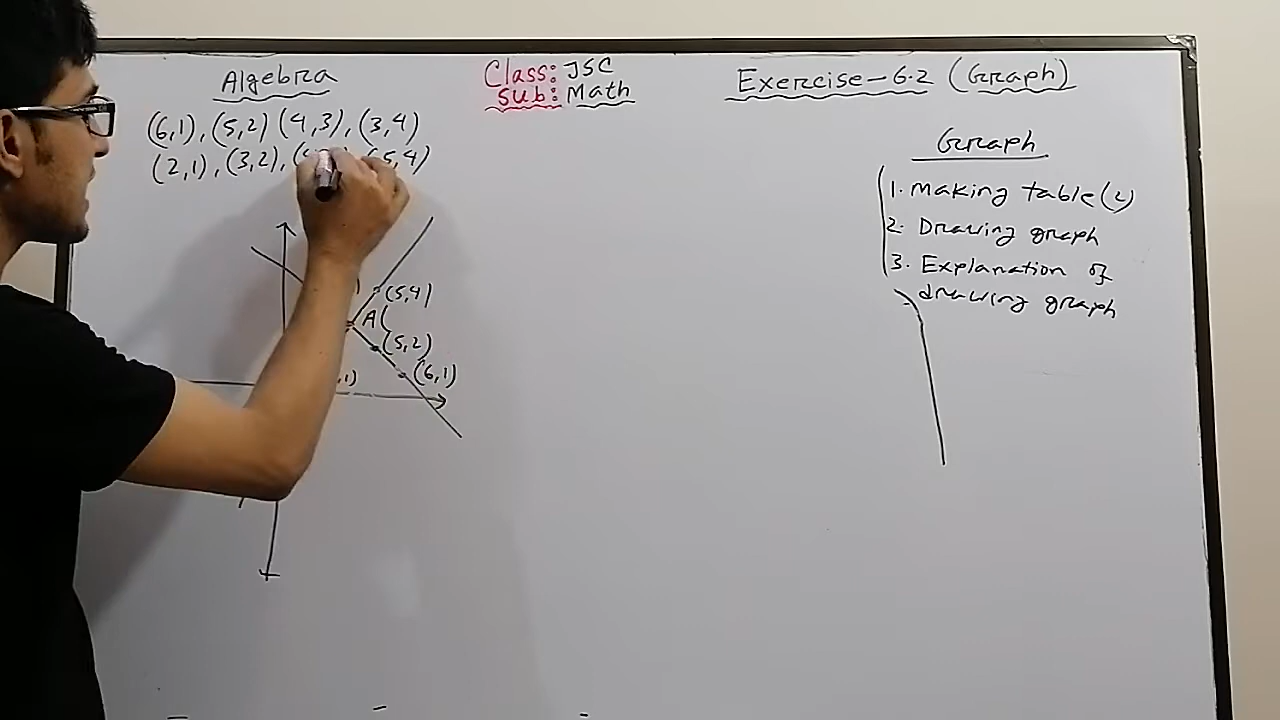 Algebra
Class: JSC
Sub: Math
Exercise-6.2 (Graph)
(6,1), (5,2) (4,3), (3,4)
(2,1), (3,2), 5,4)
Graph
1. Making table (2)
2. Drawing graph
3. Explanation of
drawing graph
(5,4)
A(
(5,2)
(6,1)
,1)